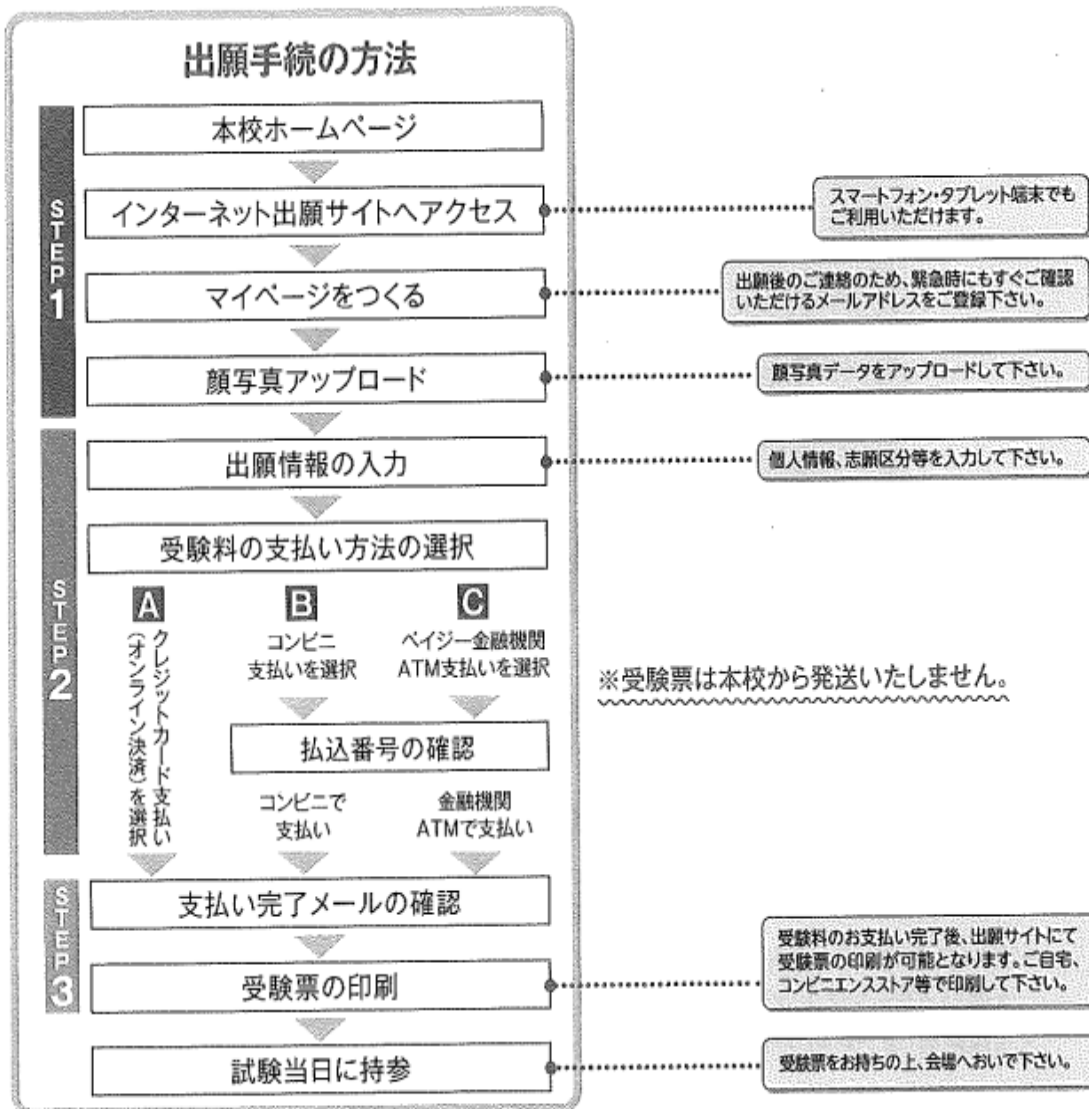 出願手続の方法
STEP1
本校ホームページ
インターネット出願サイトへアクセス
スマートフォン・タブレット端末でも
ご利用いただけます。
マイページをつくる
出願後のご連絡のため、緊急時にもすぐご確認
いただけるメールアドレスをご登録下さい。
顔写真アップロード
顔写真データをアップロードして下さい。
STEP2
出願情報の入力
個人情報、志願区分等を入力して下さい。
受験料の支払い方法の選択
A
クレジットカード支払い
(オンライン決済)を選択
B
コンビニ
支払いを選択
C
ペイジー金融機関
ATM支払いを選択
払込番号の確認
コンビニで
支払い
金融機関
ATMで支払い
※受験票は本校から発送いたしません。
STEP3
支払い完了メールの確認
受験票の印刷
受験料のお支払い完了後、出願サイトにて
受験票の印刷が可能となります。ご自宅、
コンビニエンスストア等で印刷して下さい。
試験当日に持参
受験票をお持ちの上、会場へおいで下さい。